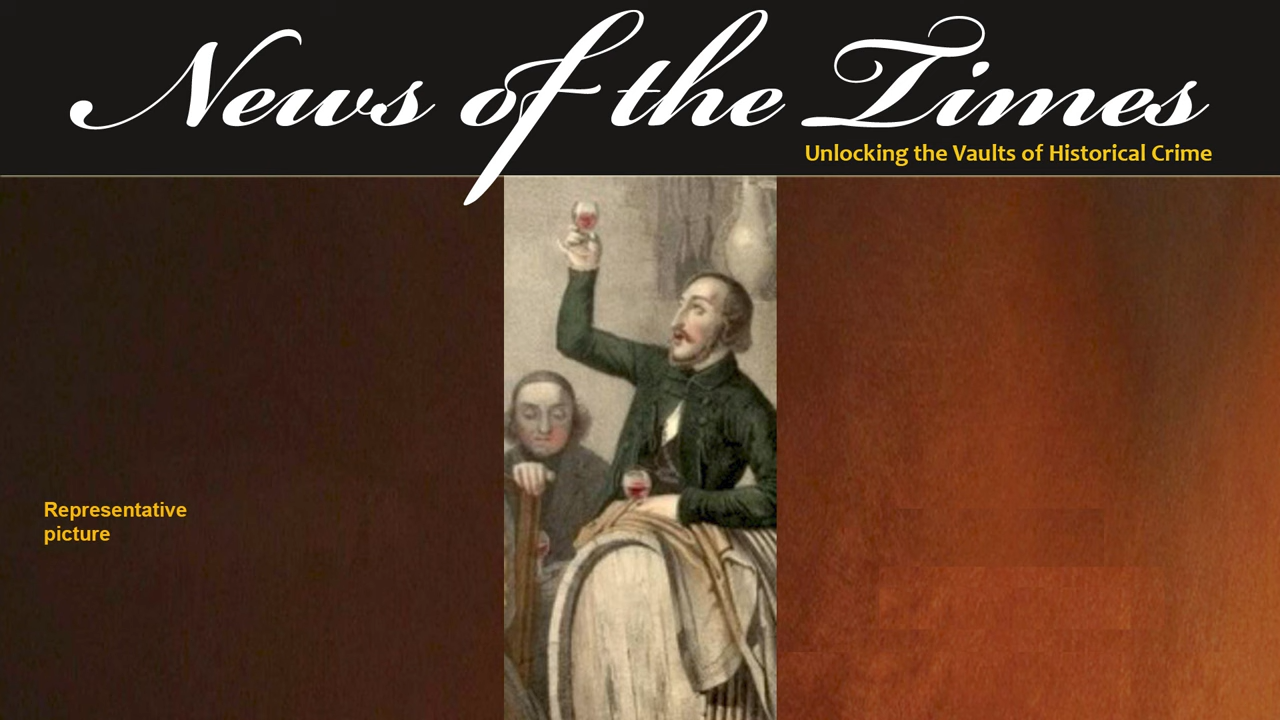 News of the Times
Unlocking the Vaults of Historical Crime
Representative
picture